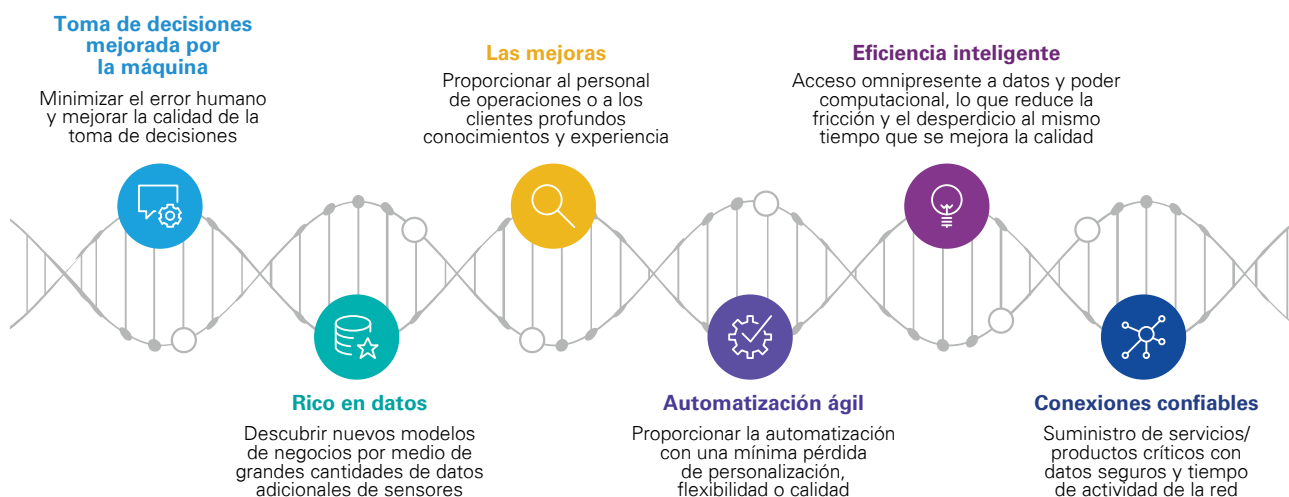 Toma de decisiones
mejorada por
la máquina
Minimizar el error humano
y mejorar la calidad de la
toma de decisiones
Las mejoras
Proporcionar al personal
de operaciones o a los
clientes profundos
conocimientos y experiencia
Eficiencia inteligente
Acceso omnipresente a datos y poder
computacional, lo que reduce la
fricción y el desperdicio al mismo
tiempo que se mejora la calidad
Rico en datos
Descubrir nuevos modelos
de negocios por medio de
grandes cantidades de datos
adicionales de sensores
Automatización ágil
Proporcionar la automatización
con una mínima pérdida
de personalización,
flexibilidad o calidad
Conexiones confiables
Suministro de servicios/
productos críticos con
datos seguros y tiempo
de actividad de la red